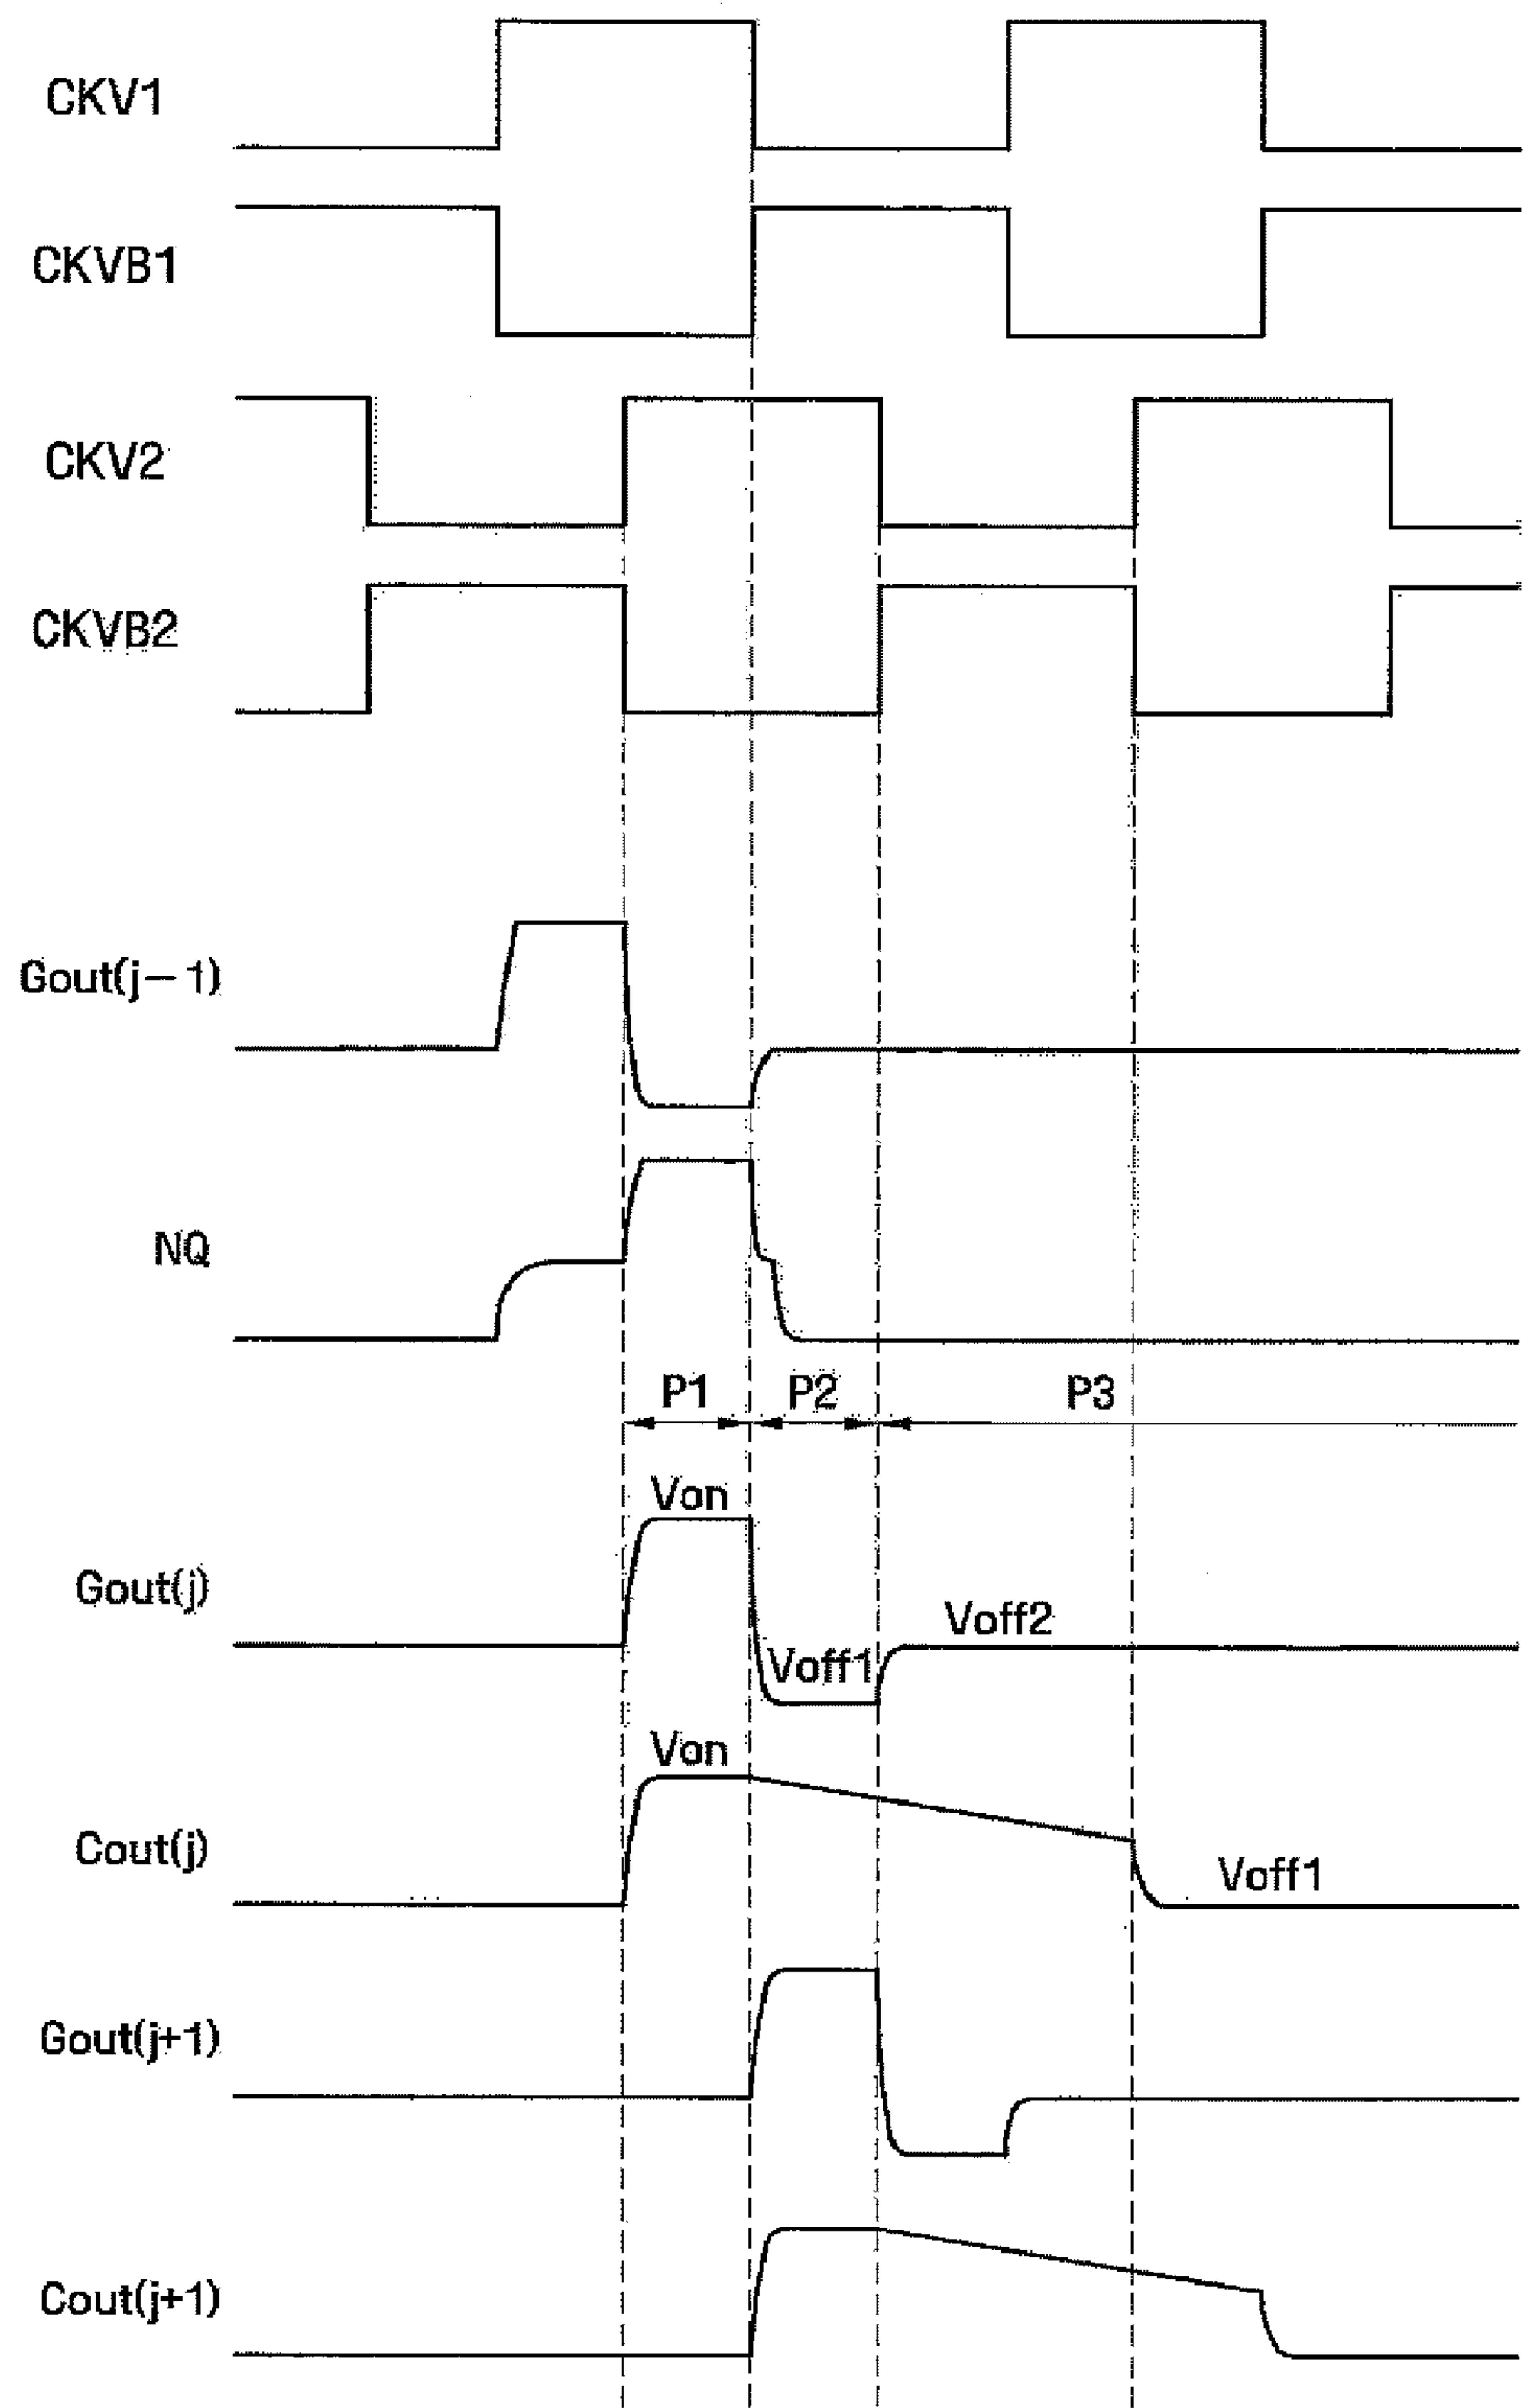 CKV1
CKVB1
CKV2
CKVB2
Gout(j-1)
NQ
P1 P2 P3
Von
Gout(j)
Voff2
Voff1
Von
Cout(j)
Voff1
Gout(j+1)
Cout(j+1)